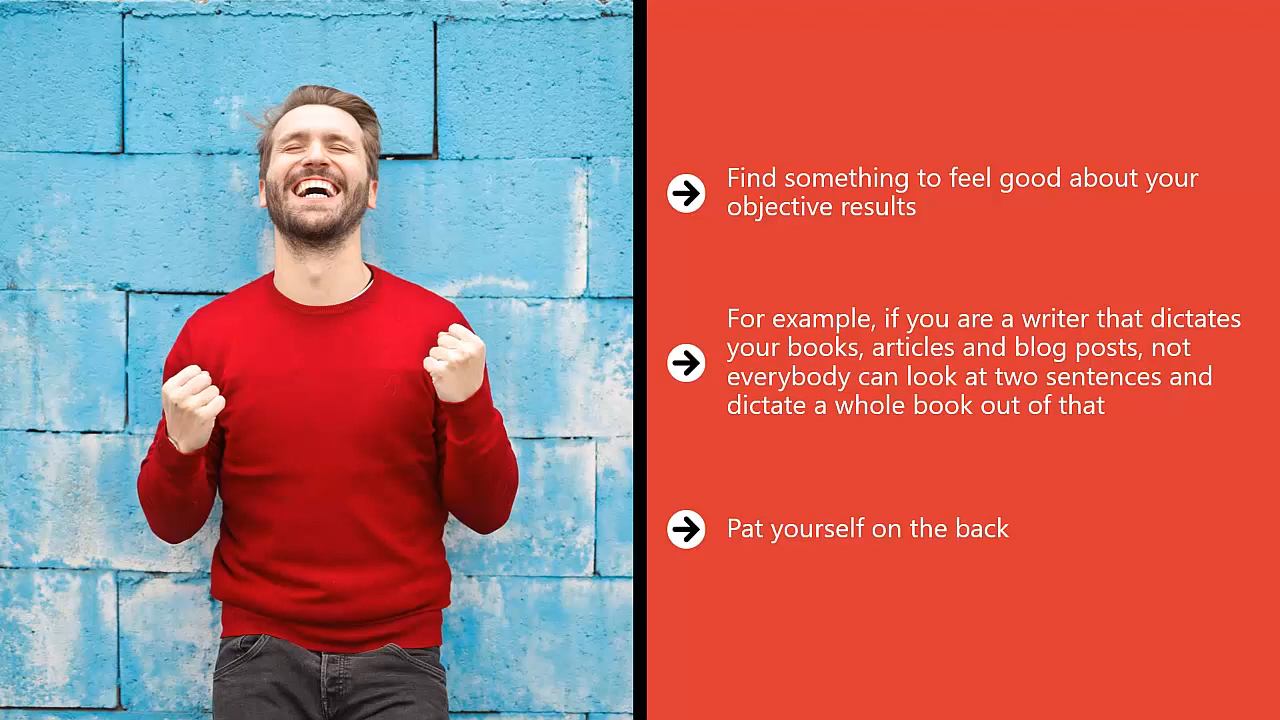 Find something to feel good about your
objective results
For example, if you are a writer that dictates
your books, articles and blog posts, not
everybody can look at two sentences and
dictate a whole book out of that
Pat yourself on the back